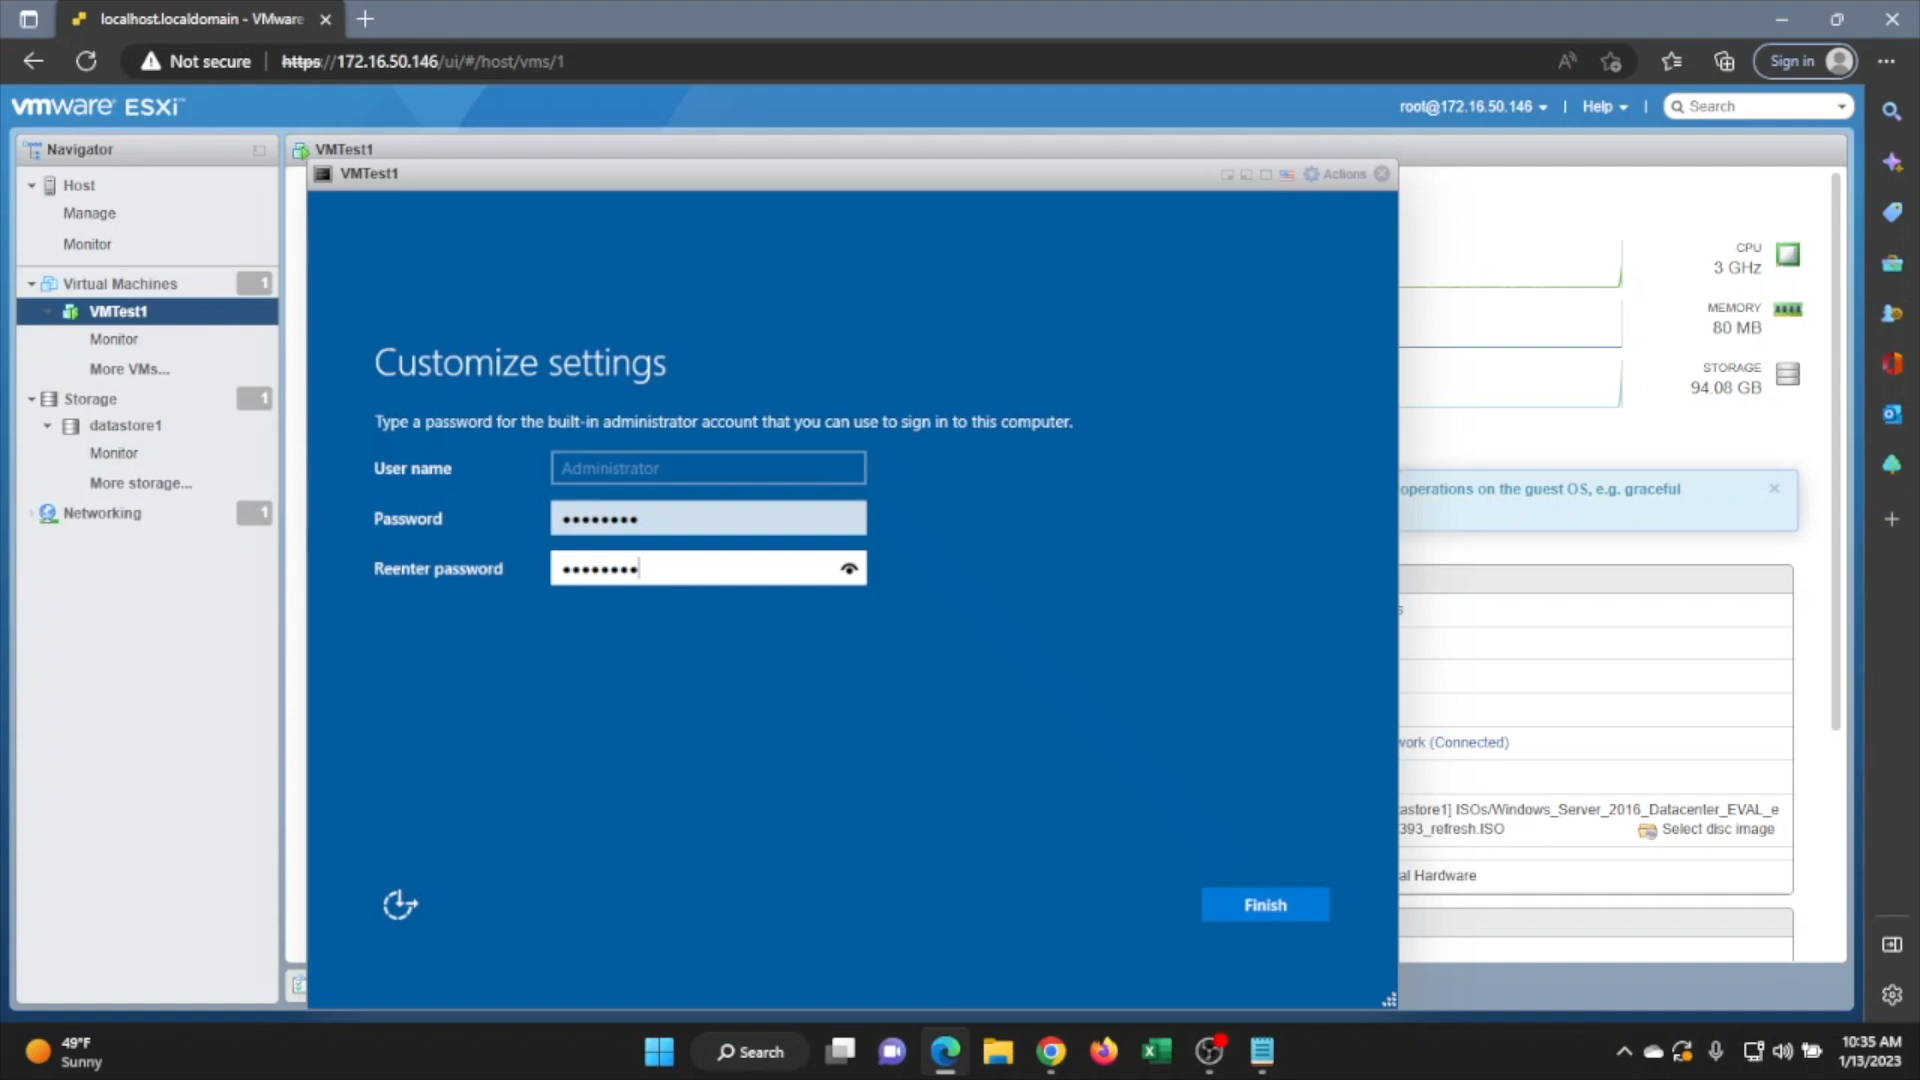 localhost.localdomain - VMware
Not secure
https://172.16.50.146/ui/#/host/vms/1
Sign in
vmware ESXi
root@172.16.50.146
Help
Search
Navigator
Host
Manage
Monitor
Virtual Machines
1
VMTest1
Monitor
More VMs...
Storage
1
datastore1
Monitor
More storage...
Networking
1
VMTest1
VMTest1
Actions
Customize settings
Type a password for the built-in administrator account that you can use to sign in to this computer.
User name
Administrator
Password
••••••••
Reenter password
••••••••
Finish
CPU
3 GHz
MEMORY
80 MB
STORAGE
94.08 GB
operations on the guest OS, e.g. graceful
work (Connected)
astore1] ISOs/Windows_Server_2016_Datacenter_EVAL_e
393_refresh.ISO
Select disc image
al Hardware
49°F
Sunny
Search
10:35 AM
1/13/2023